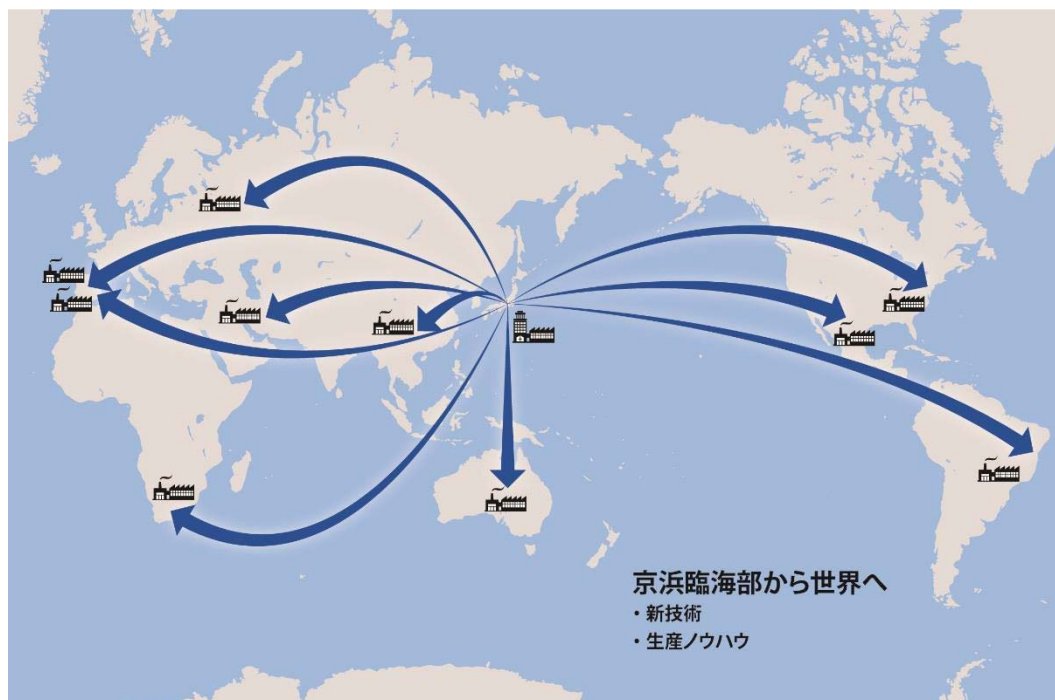 京浜臨海部から世界へ
・新技術
・生産ノウハウ